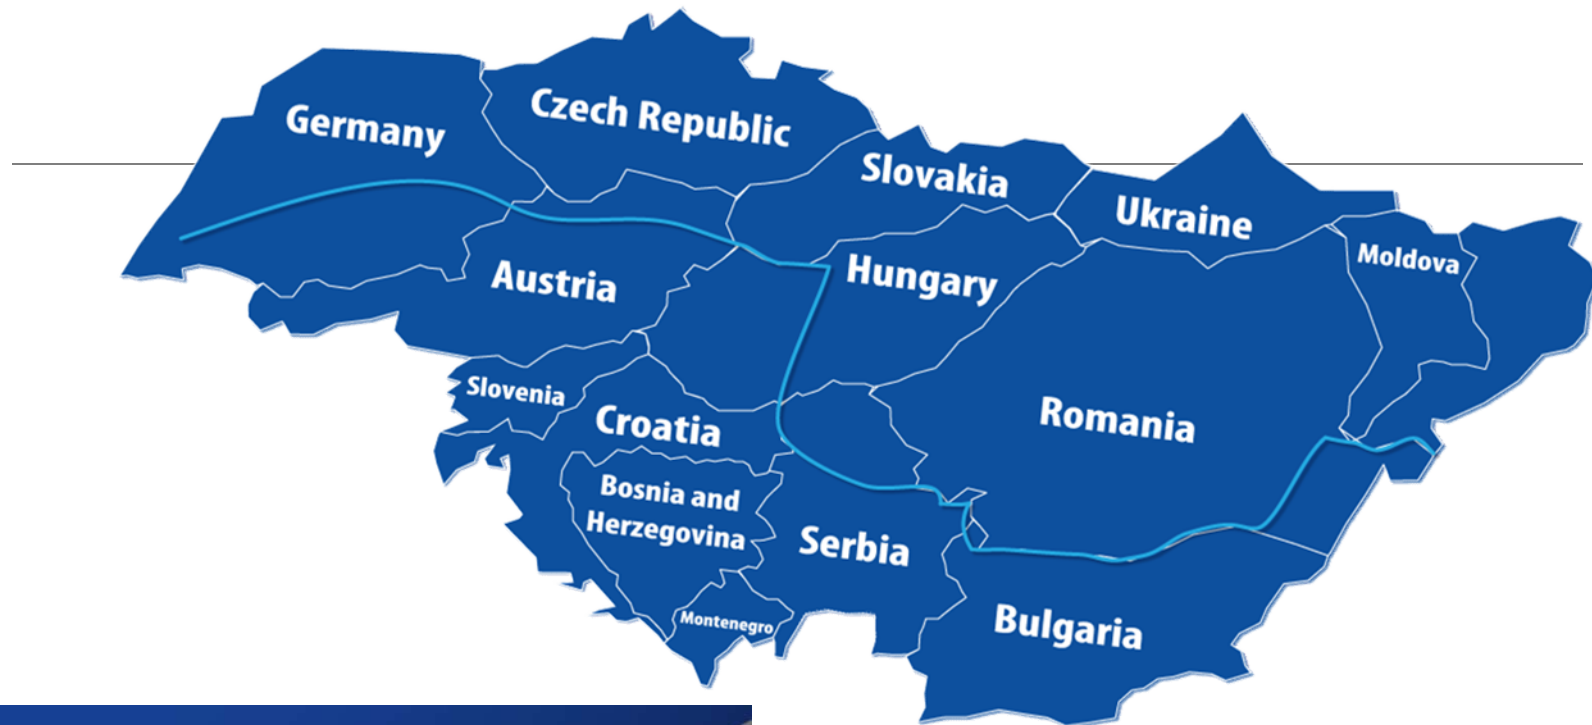 Germany
Czech Republic
Slovakia
Ukraine
Moldova
Austria
Hungary
Slovenia
Croatia
Romania
Bosnia and
Herzegovina
Serbia
Montenegro
Bulgaria